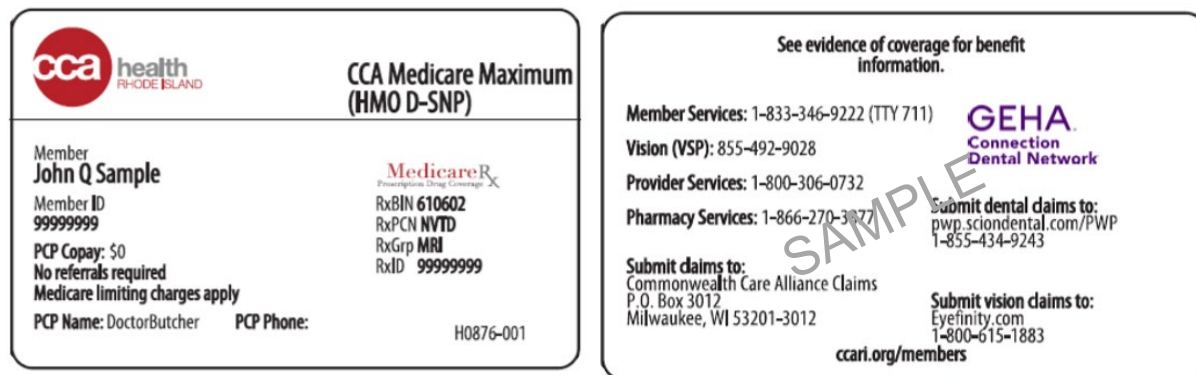 cca health
RHODE ISLAND
CCA Medicare Maximum
(HMO D-SNP)
Member
John Q Sample
Member ID
99999999
PCP Copay: $0
No referrals required
Medicare limiting charges apply
PCP Name: DoctorButcher PCP Phone:
MedicareRx
Prescription Drug Coverage
RxBIN 610602
RxPCN NVTD
RxGrp MRI
RxID 99999999
H0876-001
See evidence of coverage for benefit
information.
Member Services: 1-833-346-9222 (TTY 711)
Vision (VSP): 855-492-9028
Provider Services: 1-800-306-0732
Pharmacy Services:
Submit claims to:
Commonwealth Care Alliance Claims
P.O. Box 3012
Milwaukee, WI 53201-3012
GEHA
Connection
Dental Network
Submit dental claims to:
pwp.sciondental.com/PWP
1-855-434-9243
Submit vision claims to:
Eyefinity.com
1-800-615-1883
ccari.org/members
SAMPLE